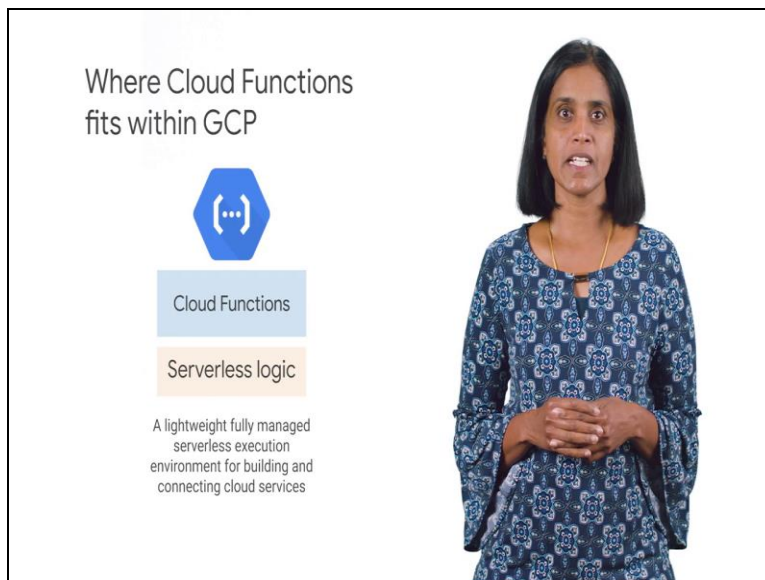 Where Cloud Functions
fits within GCP
Cloud Functions
Serverless logic
A lightweight fully managed
serverless execution
environment for building and
connecting cloud services